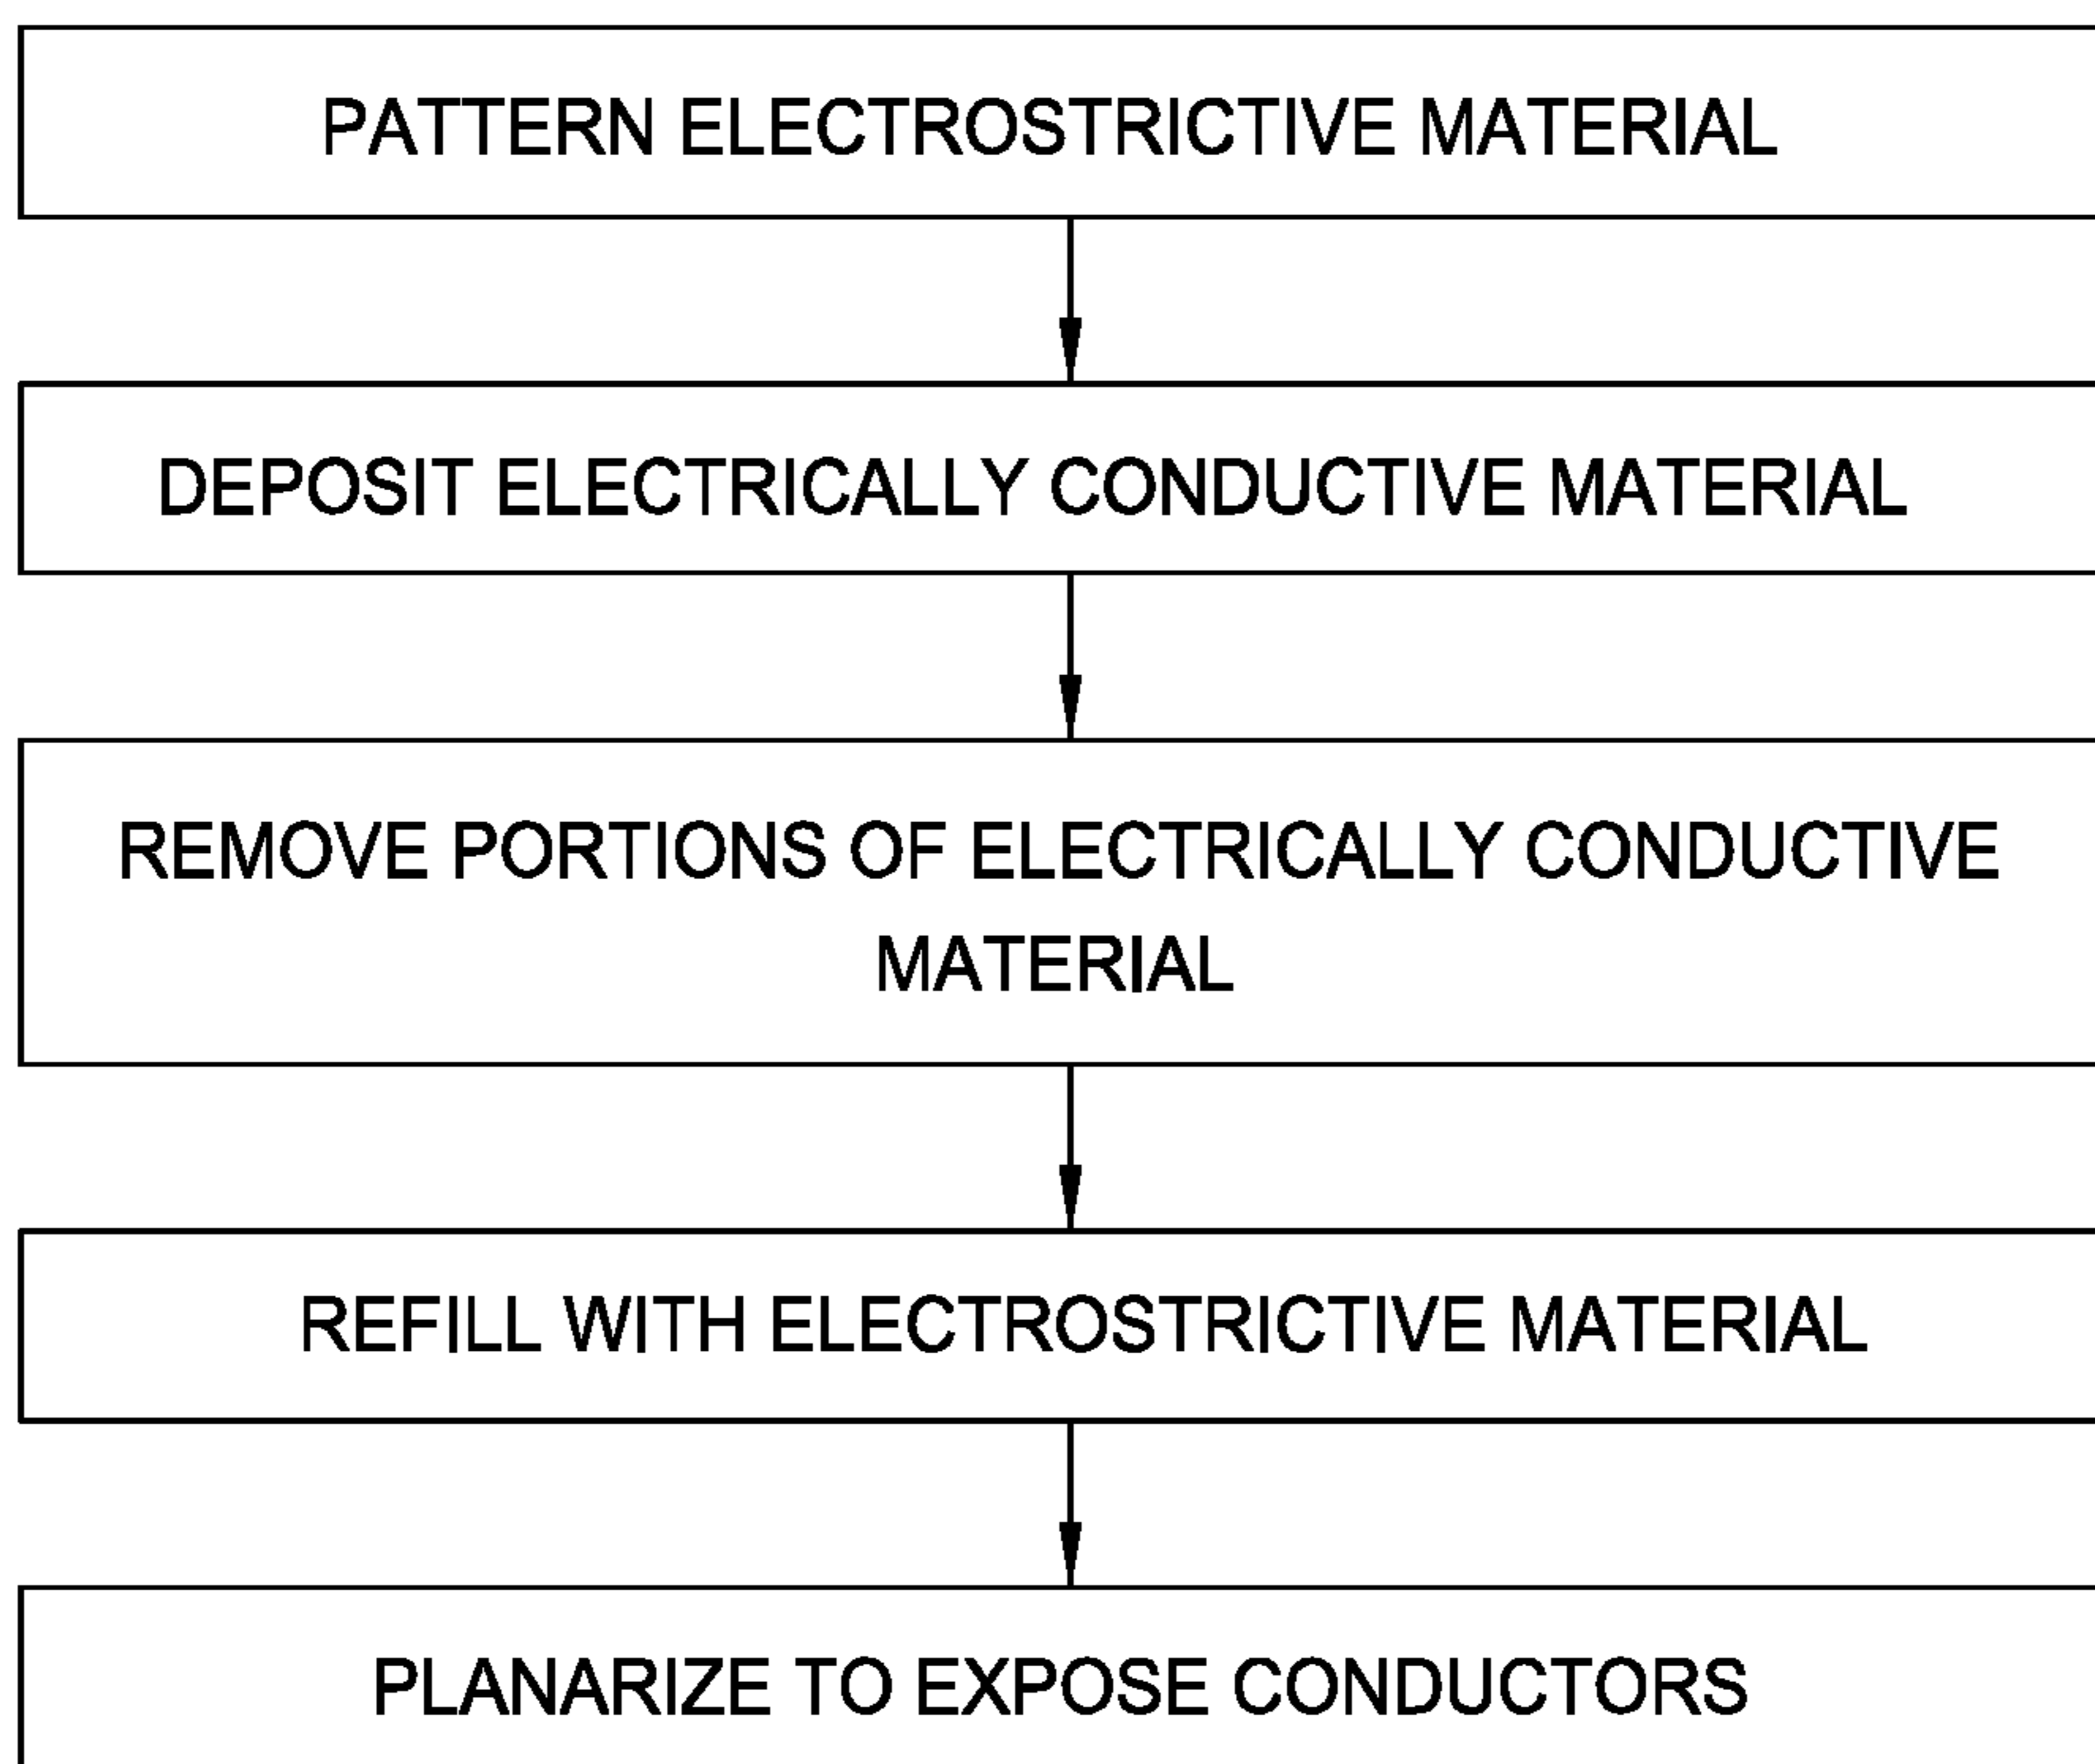 PATTERN ELECTROSTRICTIVE MATERIAL
DEPOSIT ELECTRICALLY CONDUCTIVE MATERIAL
REMOVE PORTIONS OF ELECTRICALLY CONDUCTIVE
MATERIAL
REFILL WITH ELECTROSTRICTIVE MATERIAL
PLANARIZE TO EXPOSE CONDUCTORS